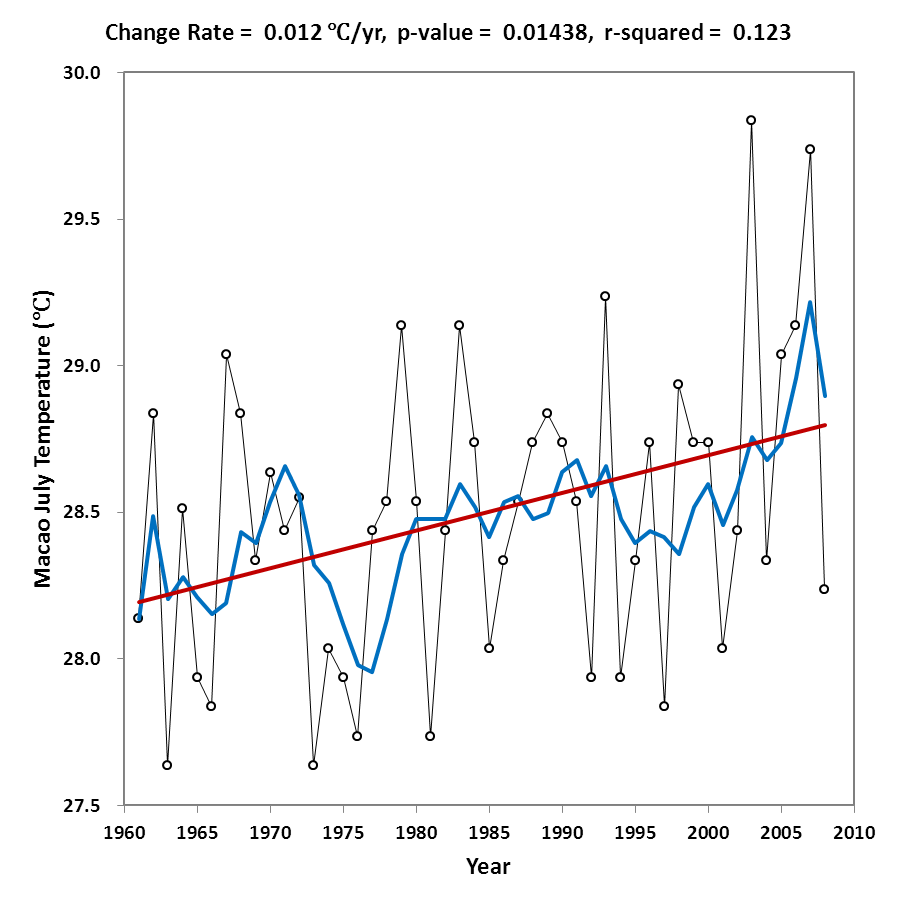 Change Rate = 0.012 ℃/yr, p-value = 0.01438, r-squared = 0.123
30.0
29.5
29.0
28.5
28.0
27.5
Macao July Temperature (℃)
1960 1965 1970 1975 1980 1985 1990 1995 2000 2005 2010
Year